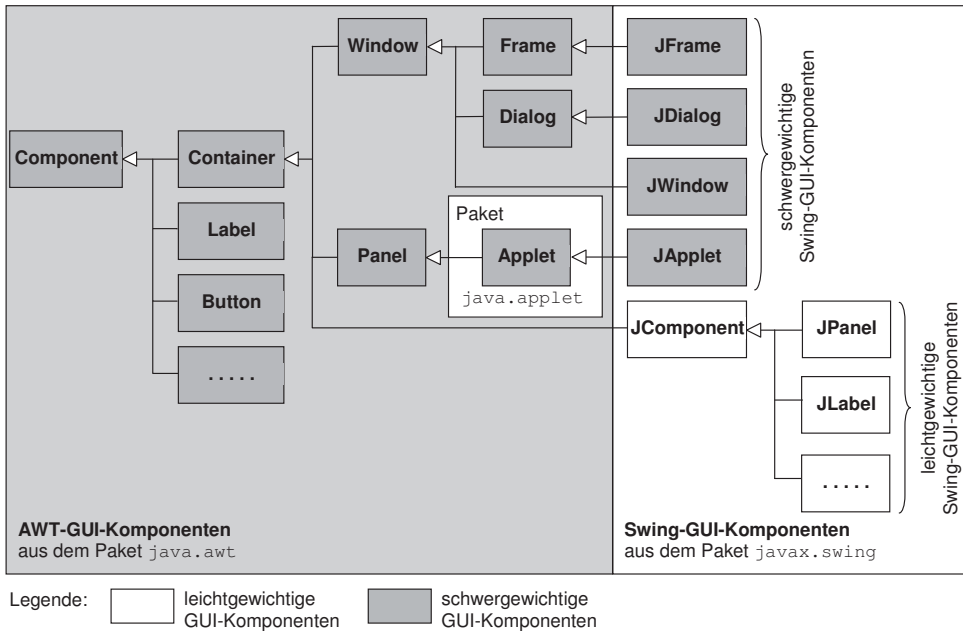 Window
Frame
JFrame
Dialog
JDialog
Component
Container
JWindow
Label
Paket
Panel
Applet
JApplet
java.applet
Button
JComponent
JPanel
.....
JLabel
.....
schwergewichtige
Swing-GUI-Komponenten
leichtgewichtige
Swing-GUI-Komponenten
AWT-GUI-Komponenten
aus dem Paket java.awt
Swing-GUI-Komponenten
aus dem Paket javax.swing
Legende:
leichtgewichtige
GUI-Komponenten
schwergewichtige
GUI-Komponenten